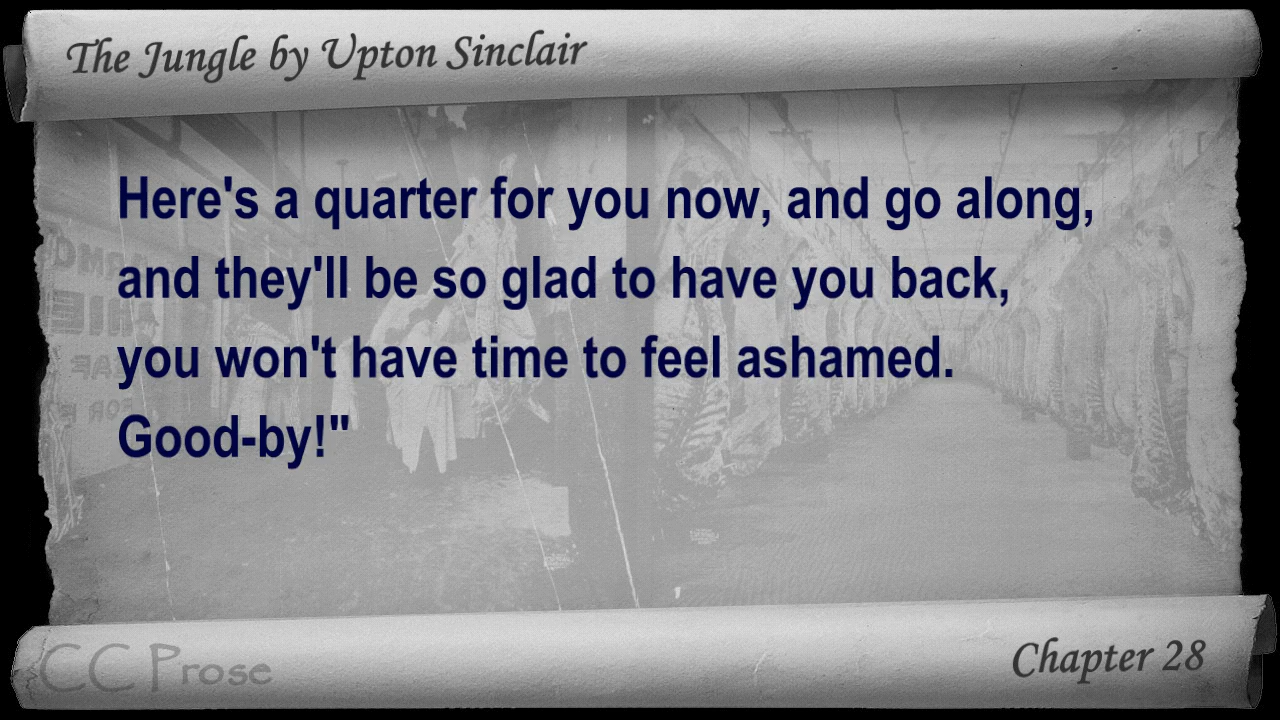 The Jungle by Upton Sinclair
Here's a quarter for you now, and go along,
and they'll be so glad to have you back,
you won't have time to feel ashamed.
Good-by!"
CC Prose
Chapter 28